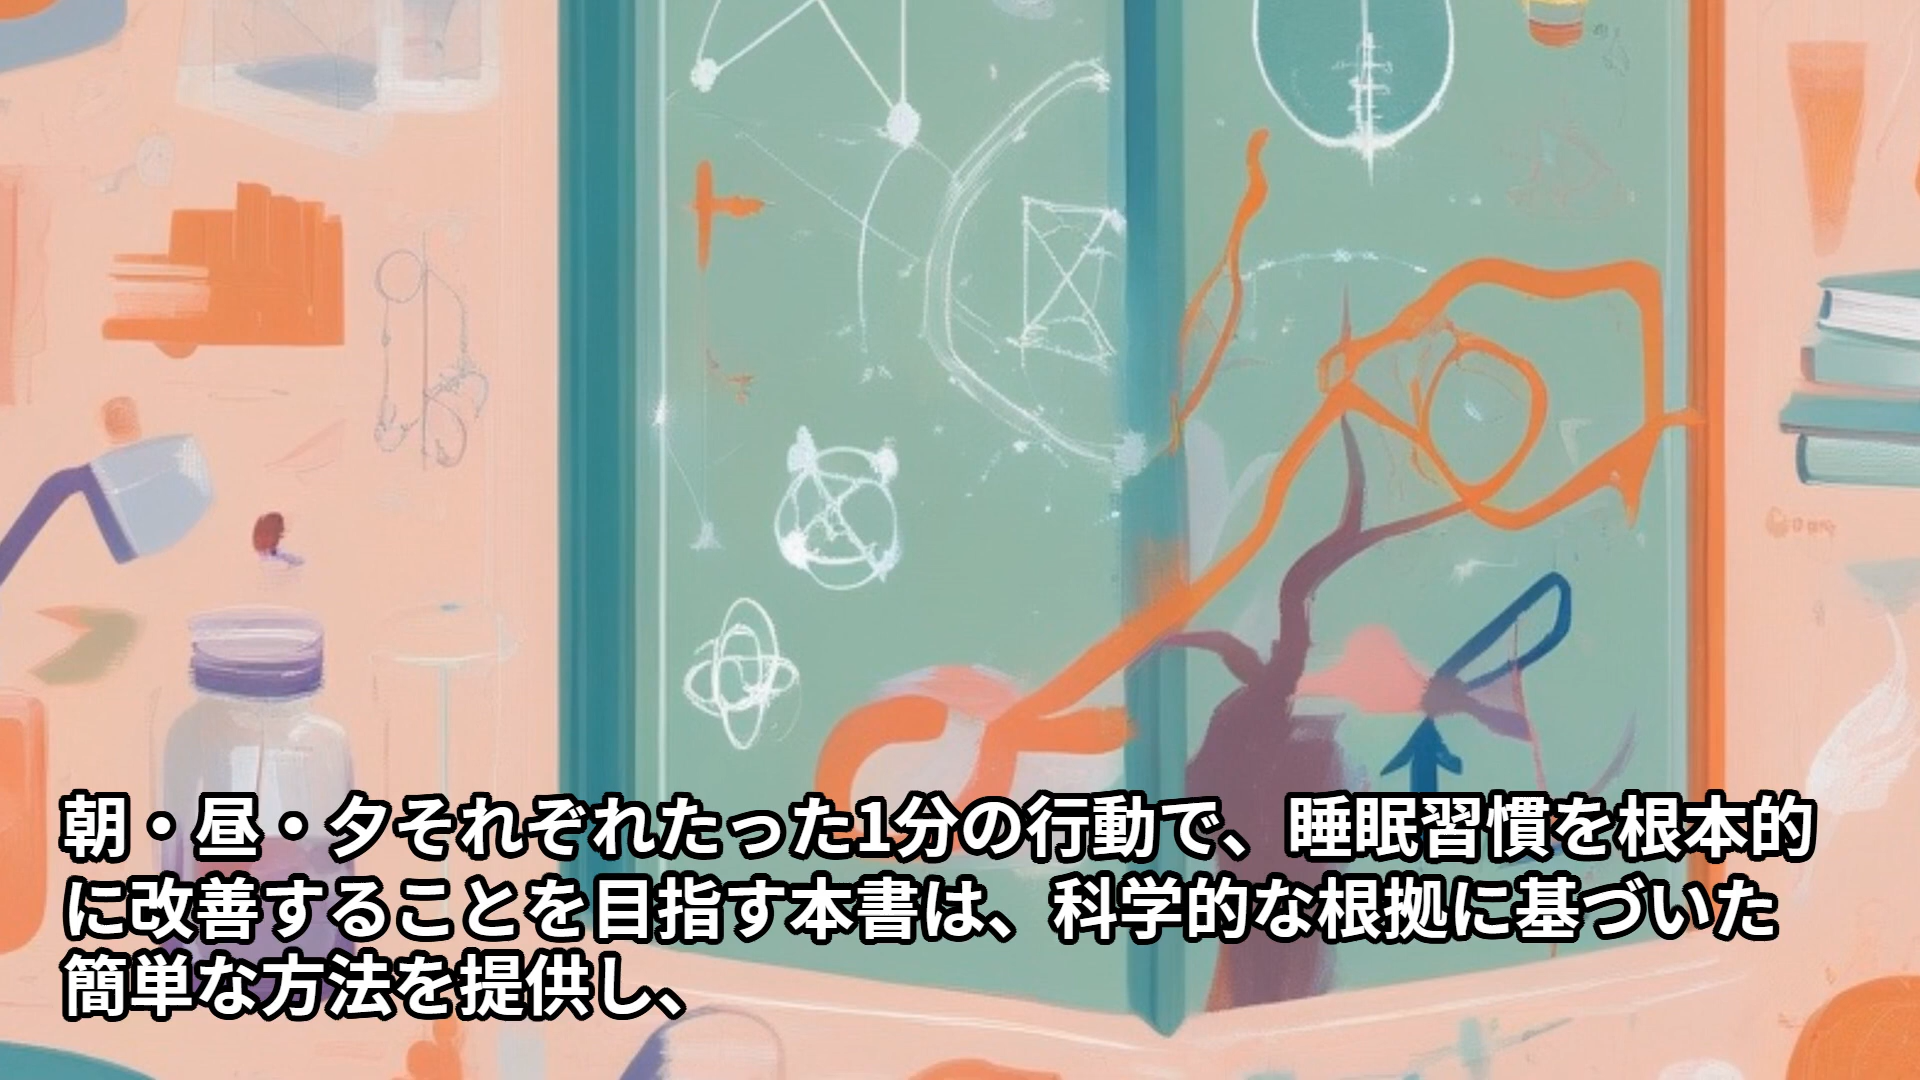 朝・昼・夕それぞれたった1分の行動で、睡眠習慣を根本的
に改善することを目指す本書は、科学的な根拠に基づいた
簡単な方法を提供し、